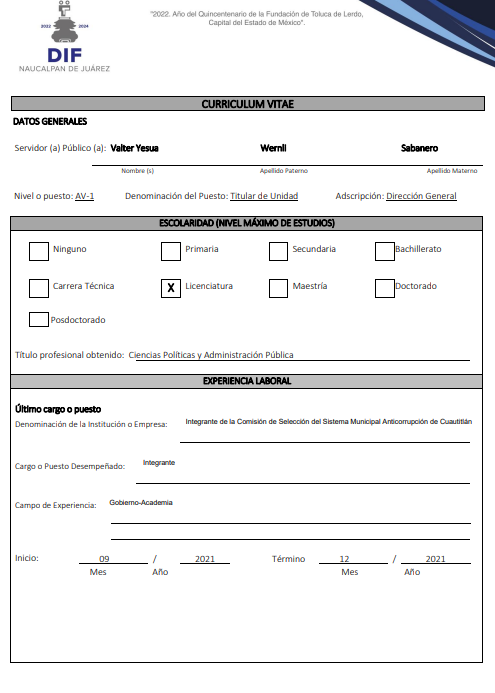 "2022. Año del Quincentenario de la Fundación de Toluca de Lerdo,
Capital del Estado de México".
2022 2024
DIF
NAUCALPAN DE JUÁREZ
CURRICULUM VITAE
DATOS GENERALES
Servidor (a) Público (a): Valter Yesua Wernli Sabanero
Nombre (s) Apellido Paterno Apellido Materno
Nivel o puesto: AV-1 Denominación del Puesto: Titular de Unidad Adscripción: Dirección General
ESCOLARIDAD (NIVEL MÁXIMO DE ESTUDIOS)
Ninguno Primaria Secundaria Bachillerato
Carrera Técnica X Licenciatura Maestría Doctorado
Posdoctorado
Título profesional obtenido: Ciencias Políticas y Administración Pública
EXPERIENCIA LABORAL
Último cargo o puesto
Denominación de la Institución o Empresa: Integrante de la Comisión de Selección del Sistema Municipal Anticorrupción de Cuautitlán
Cargo o Puesto Desempeñado: Integrante
Campo de Experiencia: Gobierno-Academia
Inicio: 09 / 2021 Término 12 / 2021
Mes Año Mes Año